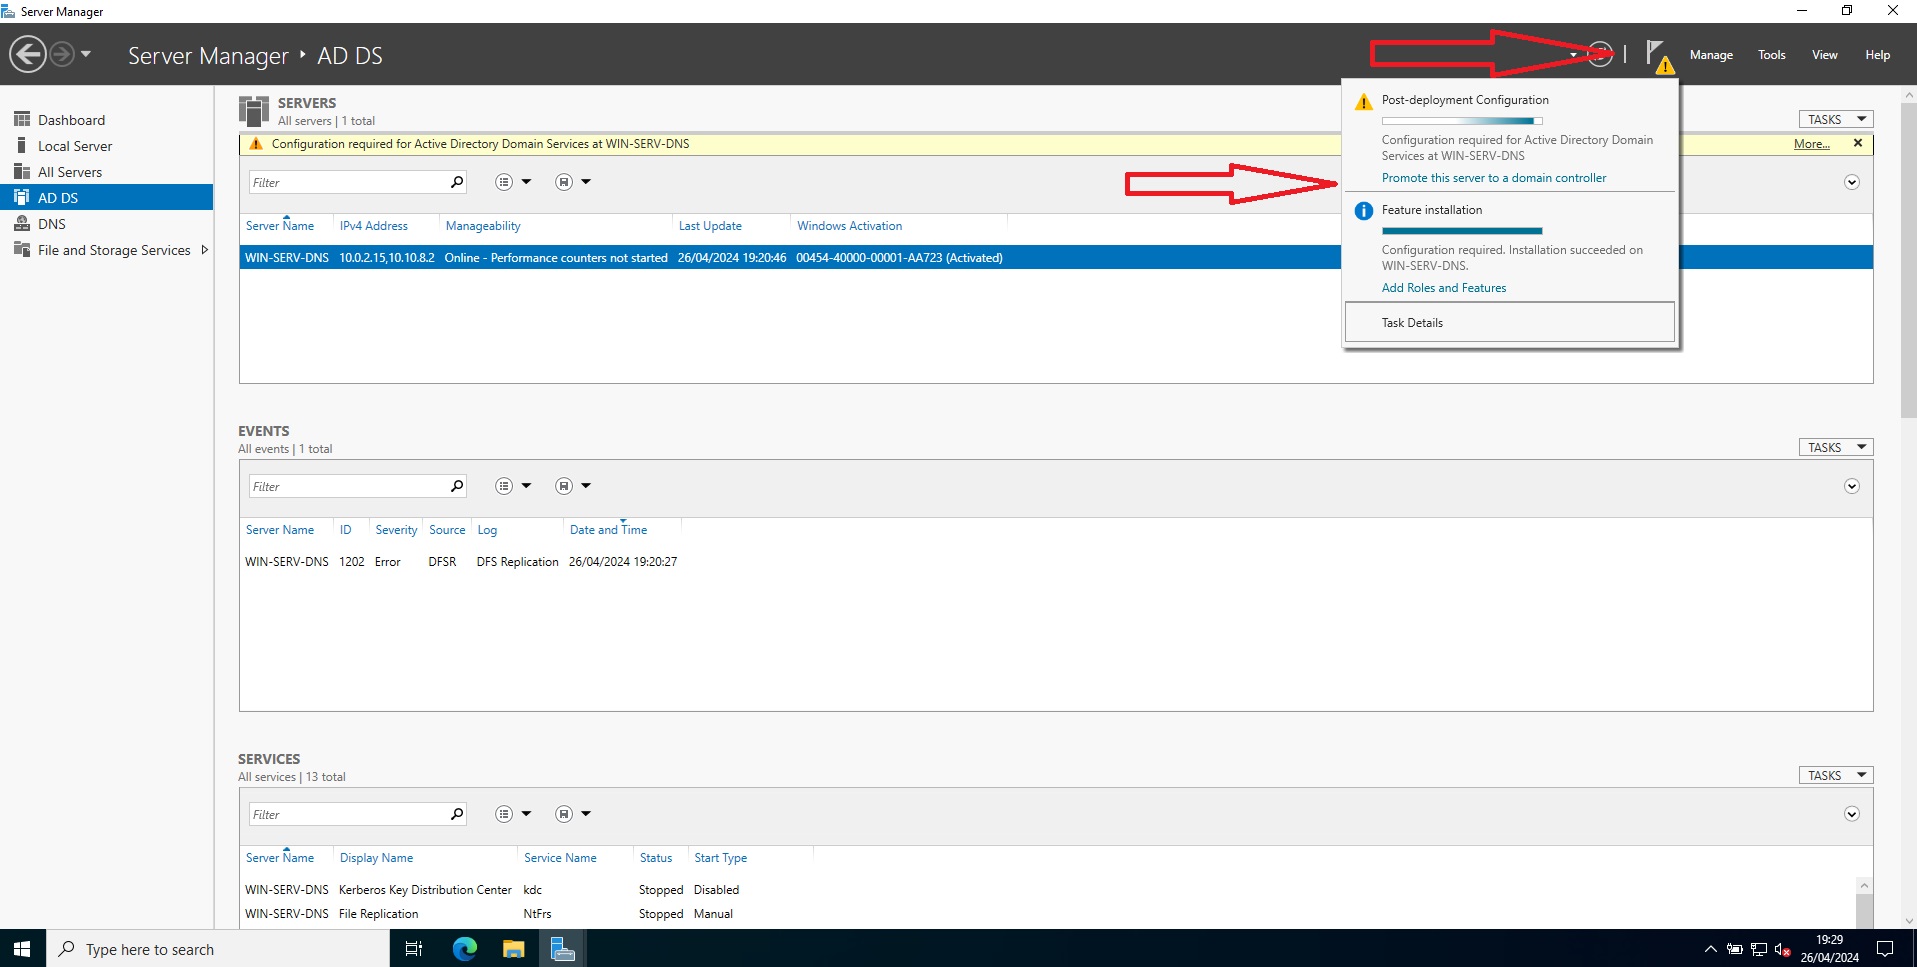 Server Manager
Server Manager ‣ AD DS
Manage Tools View Help
Dashboard
Local Server
All Servers
AD DS
DNS
File and Storage Services
SERVERS
All servers | 1 total
TASKS
Configuration required for Active Directory Domain Services at WIN-SERV-DNS
More...
Filter
Server Name IPv4 Address Manageability Last Update Windows Activation
WIN-SERV-DNS 10.0.2.15,10.10.8.2 Online - Performance counters not started 26/04/2024 19:20:46 00454-40000-00001-AA723 (Activated)
Post-deployment Configuration
Configuration required for Active Directory Domain
Services at WIN-SERV-DNS
Promote this server to a domain controller
Feature installation
Configuration required. Installation succeeded on
WIN-SERV-DNS.
Add Roles and Features
Task Details
EVENTS
All events | 1 total
TASKS
Filter
Server Name ID Severity Source Log Date and Time
WIN-SERV-DNS 1202 Error DFSR DFS Replication 26/04/2024 19:20:27
SERVICES
All services | 13 total
TASKS
Filter
Server Name Display Name Service Name Status Start Type
WIN-SERV-DNS Kerberos Key Distribution Center kdc Stopped Disabled
WIN-SERV-DNS File Replication NtFrs Stopped Manual
Type here to search
19:29
26/04/2024